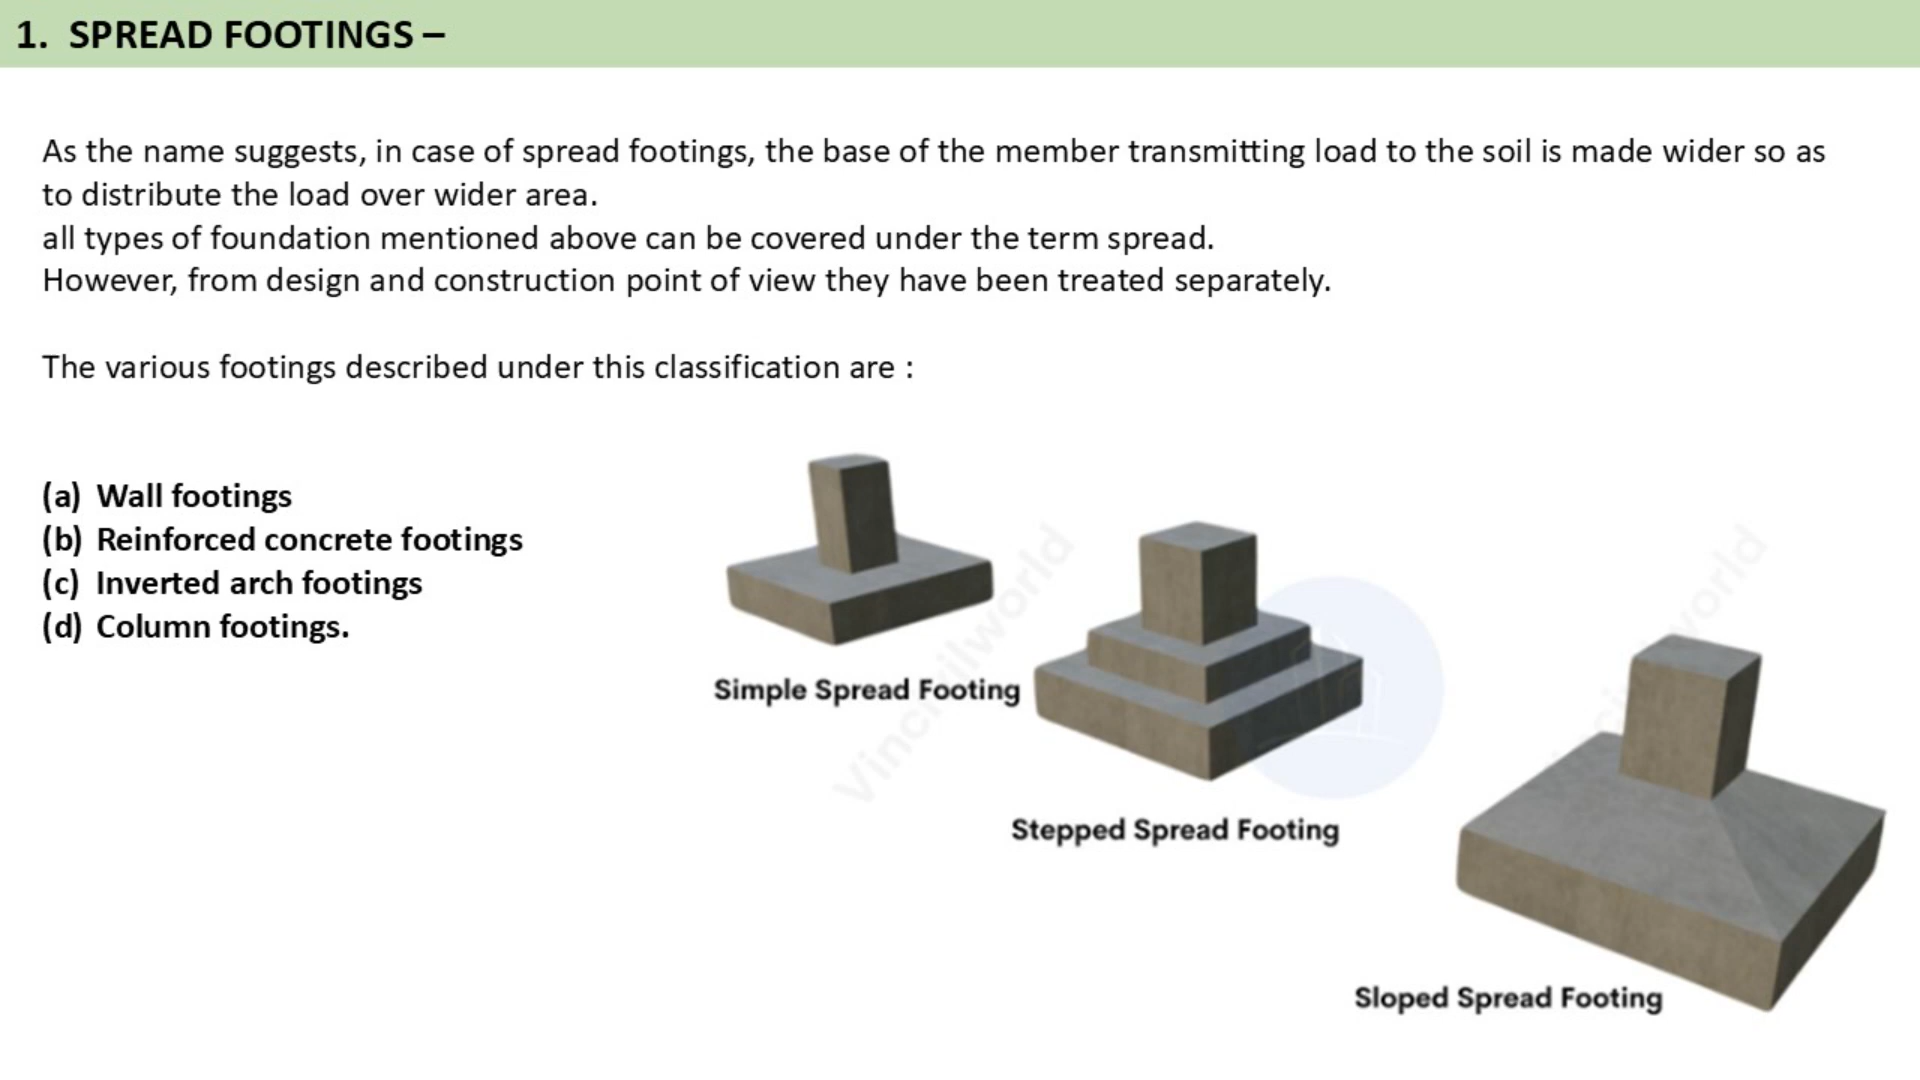 1. SPREAD FOOTINGS –
As the name suggests, in case of spread footings, the base of the member transmitting load to the soil is made wider so as
to distribute the load over wider area.
all types of foundation mentioned above can be covered under the term spread.
However, from design and construction point of view they have been treated separately.
The various footings described under this classification are :
(a) Wall footings
(b) Reinforced concrete footings
(c) Inverted arch footings
(d) Column footings.
Simple Spread Footing
Stepped Spread Footing
Sloped Spread Footing